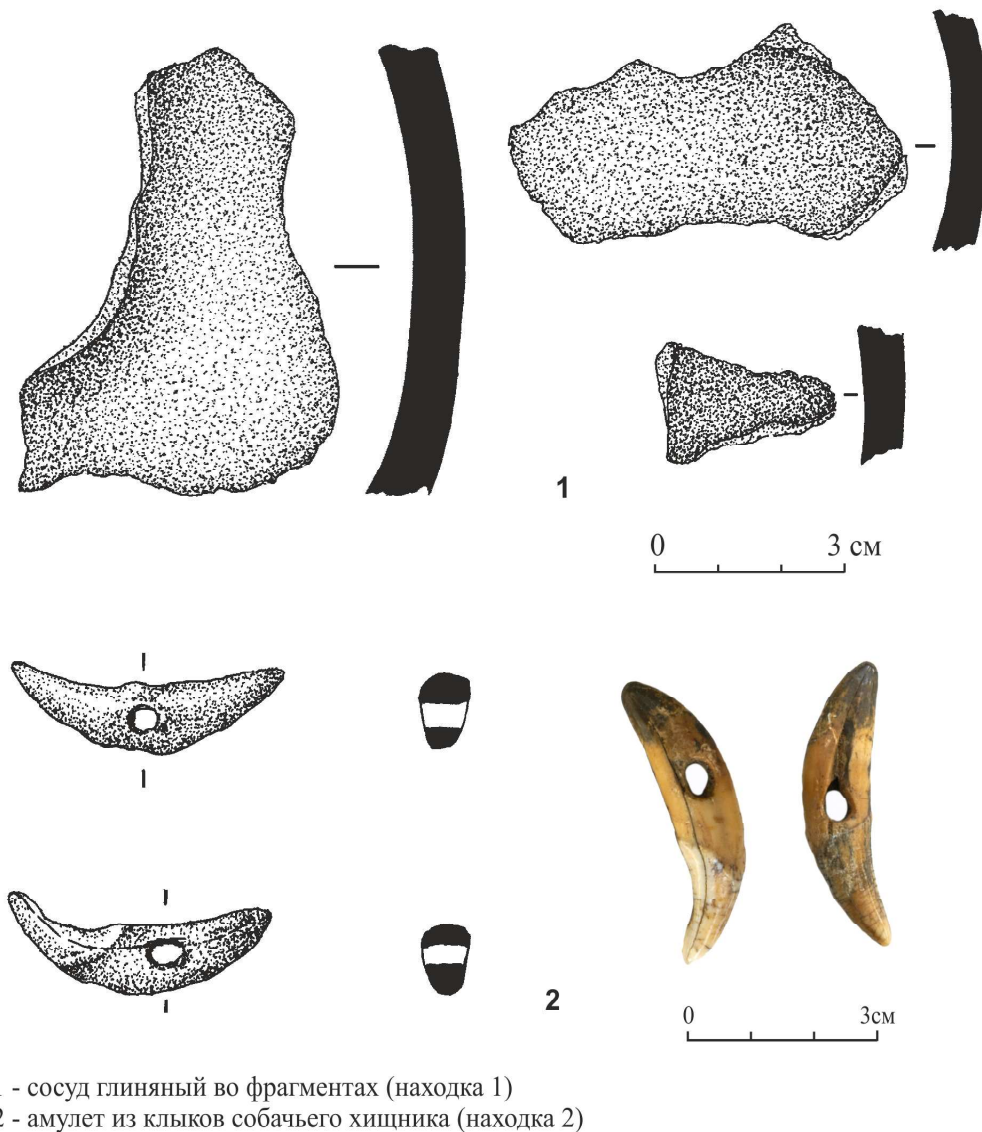 1
0 3 см
2
0 3см
1 - сосуд глиняный во фрагментах (находка 1)
2 - амулет из клыков собачьего хищника (находка 2)